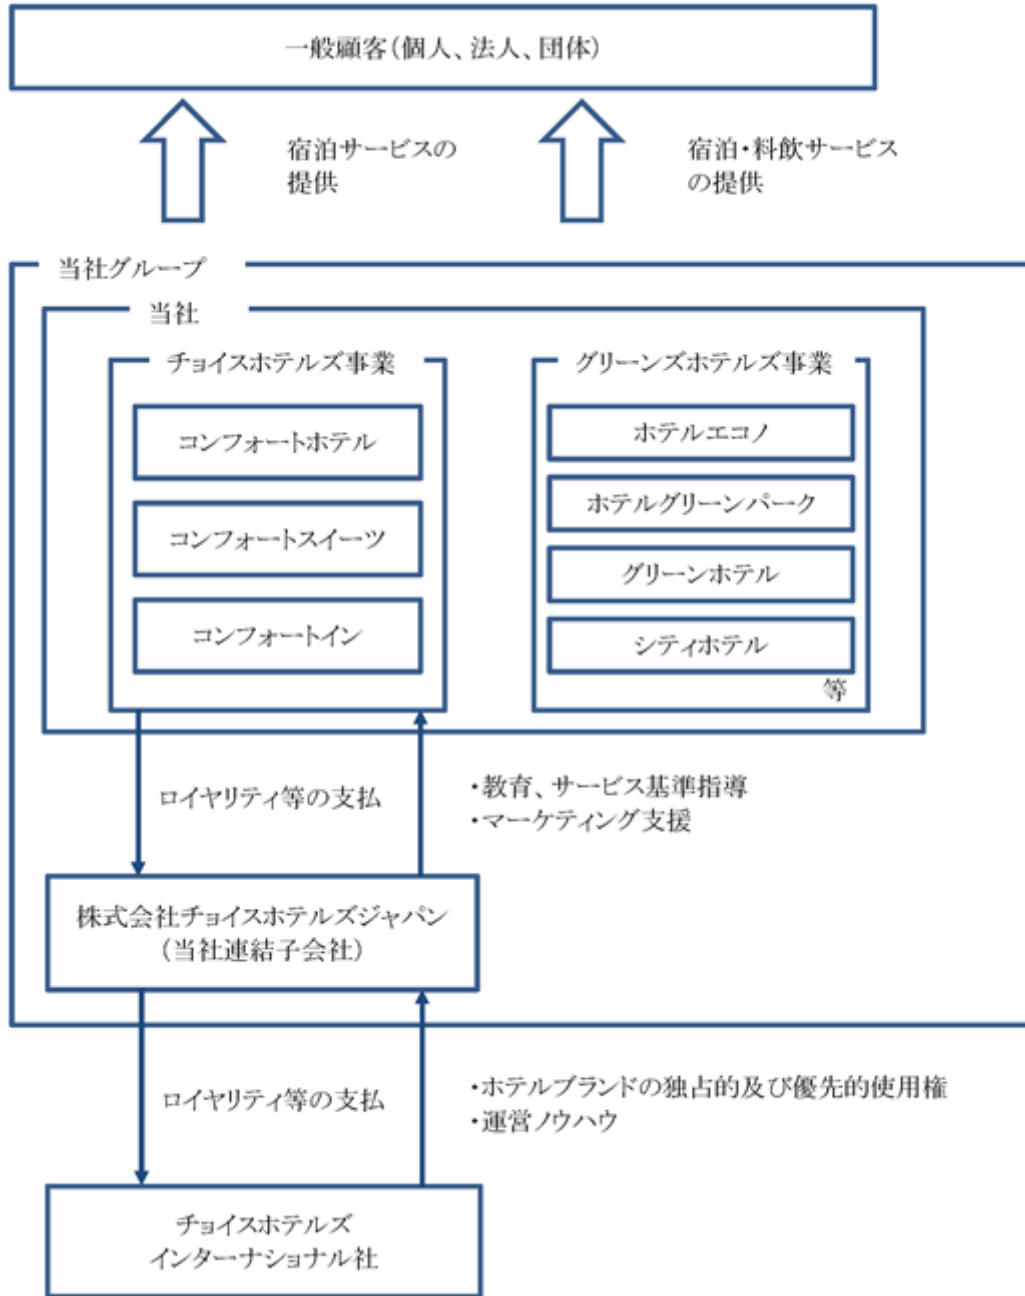 一般顧客(個人、法人、団体)
宿泊サービスの
提供
宿泊・料飲サービス
の提供
当社グループ
当社
チョイスホテルズ事業
コンフォートホテル
コンフォートスイーツ
コンフォートイン
グリーンズホテルズ事業
ホテルエコノ
ホテルグリーンパーク
グリーンホテル
シティホテル
等
ロイヤリティ等の支払
・教育、サービス基準指導
・マーケティング支援
株式会社チョイスホテルズジャパン
(当社連結子会社)
ロイヤリティ等の支払
・ホテルブランドの独占的及び優先的使用権
・運営ノウハウ
チョイスホテルズ
インターナショナル社